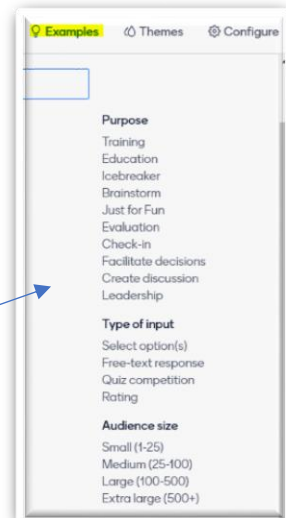 Examples Themes Configure
Purpose
Training
Education
Icebreaker
Brainstorm
Just for Fun
Evaluation
Check-in
Facilitate decisions
Create discussion
Leadership
Type of input
Select option(s)
Free-text response
Quiz competition
Rating
Audience size
Small (1-25)
Medium (25-100)
Large (100-500)
Extra large (500+)